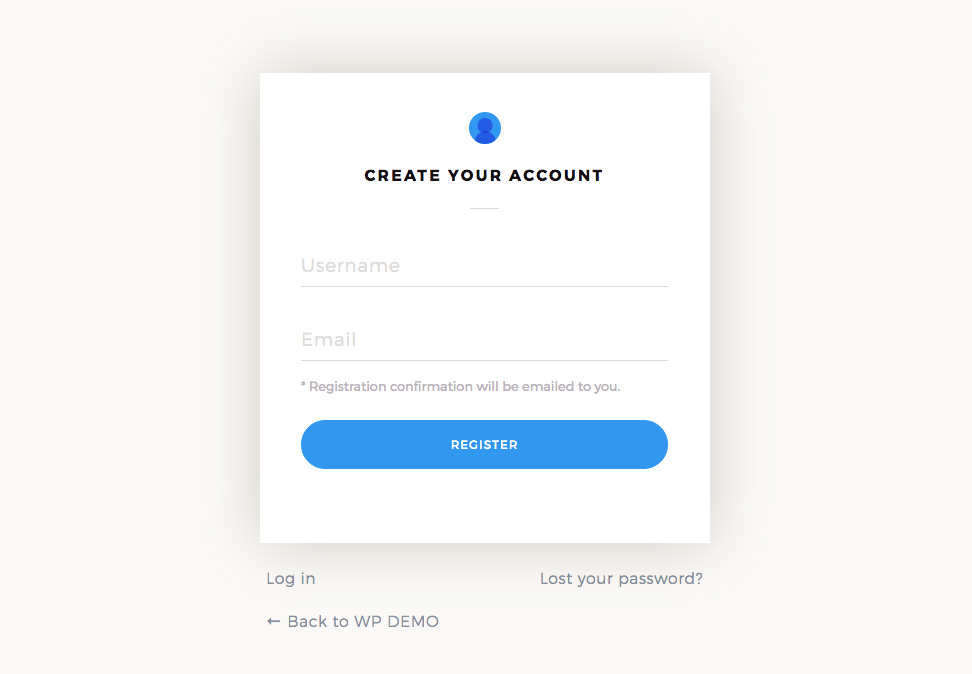 CREATE YOUR ACCOUNT
Username
Email
* Registration confirmation will be emailed to you.
REGISTER
Log in
Lost your password?
← Back to WP DEMO